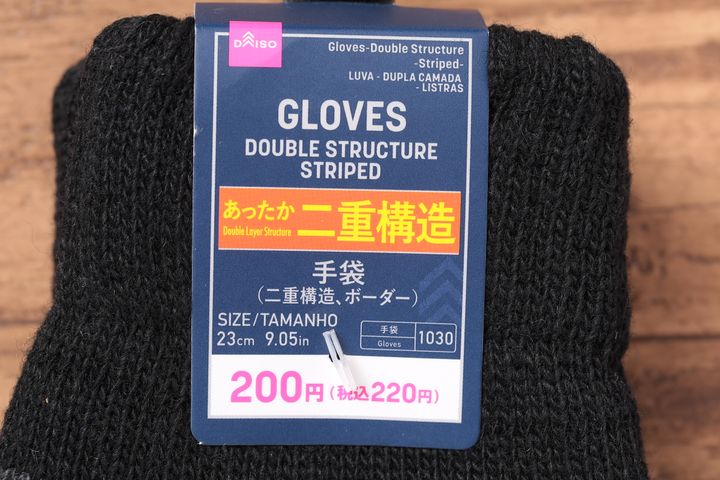 DAISO
Gloves-Double Structure
-Striped-
LUVA - DUPLA CAMADA
- LISTRAS
GLOVES
DOUBLE STRUCTURE
STRIPED
あったか 二重構造
Double Layer Structure
手袋
(二重構造、ボーダー)
SIZE/TAMANHO
23cm 9.05in
手袋
Gloves
1030
200円(税込220円)